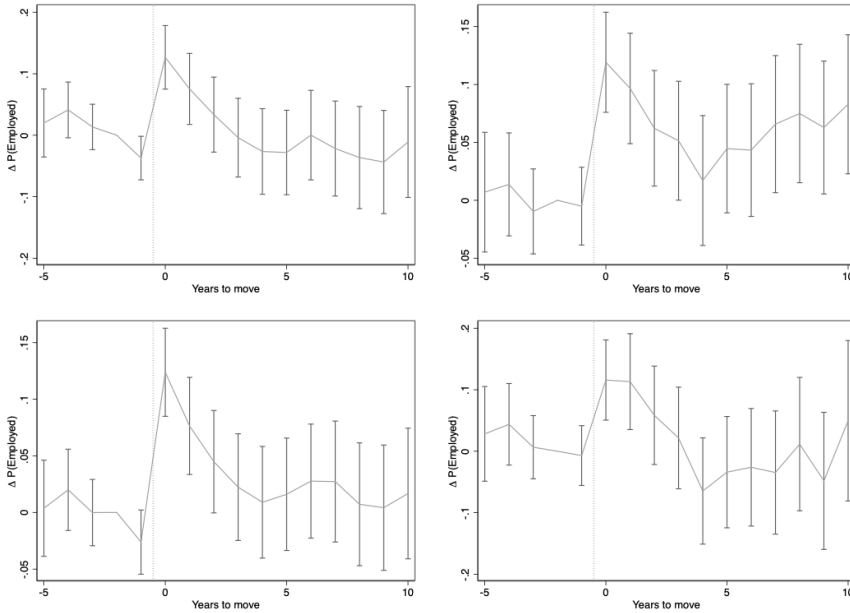 .2
.1
0
-.1
-.2
Δ P(Employed)
-5 0 5 10
Years to move
.15
.1
.05
0
-.05
Δ P(Employed)
-5 0 5 10
Years to move
.15
.1
.05
0
-.05
Δ P(Employed)
-5 0 5 10
Years to move
.2
.1
0
-.1
-.2
Δ P(Employed)
-5 0 5 10
Years to move